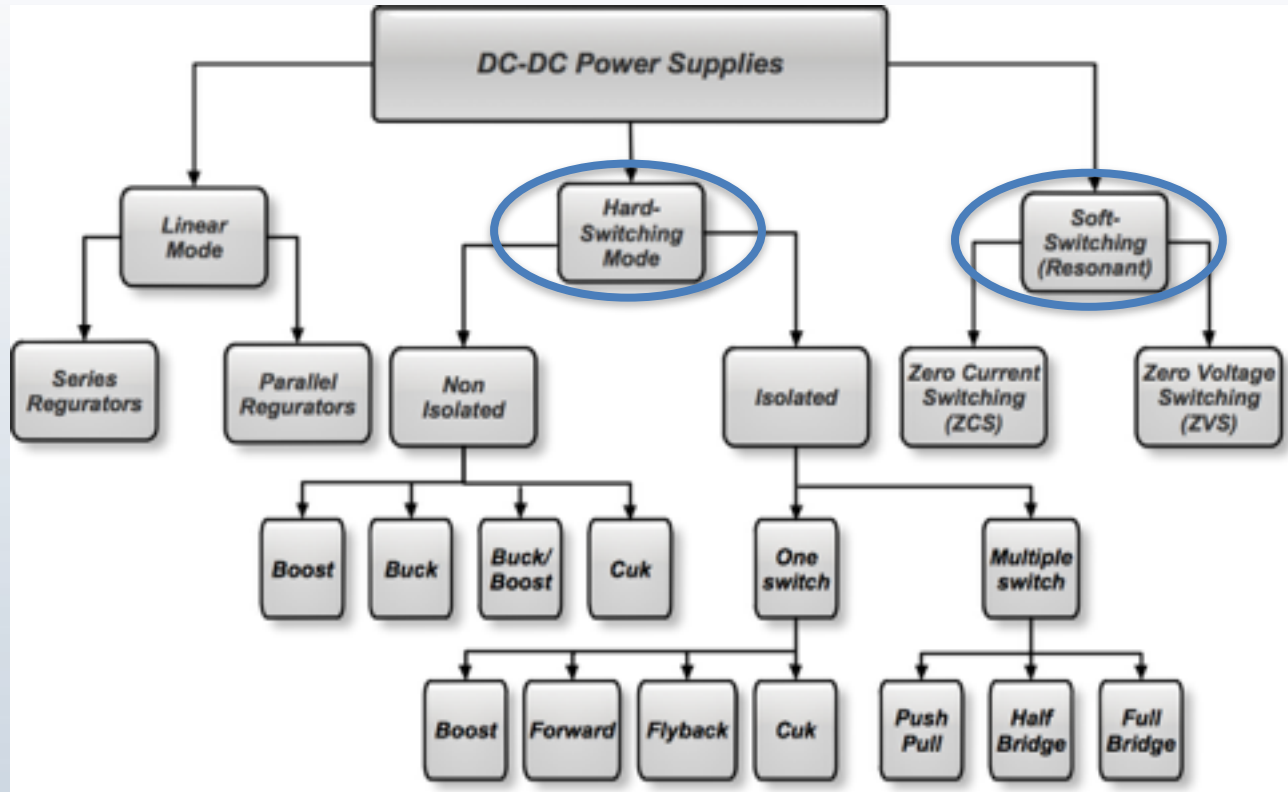 DC-DC Power Supplies
Linear
Mode
Hard-
Switching
Mode
Soft-
Switching
(Resonant)
Series
Regurators
Parallel
Regurators
Non
Isolated
Isolated
Zero Current
Switching
(ZCS)
Zero Voltage
Switching
(ZVS)
Boost
Buck
Buck/
Boost
Cuk
One
switch
Multiple
switch
Boost
Forward
Flyback
Cuk
Push
Pull
Half
Bridge
Full
Bridge